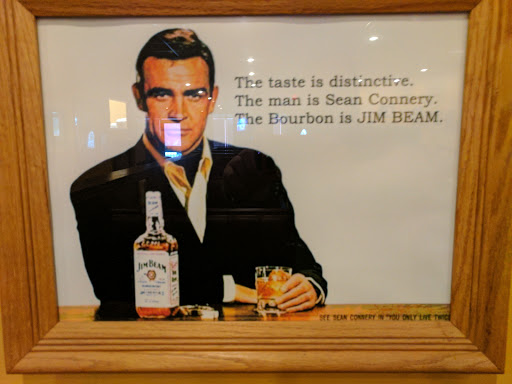 The taste is distinctive.
The man is Sean Connery.
The Bourbon is JIM BEAM.
JIM BEAM
SEE SEAN CONNERY IN "YOU ONLY LIVE TWICE